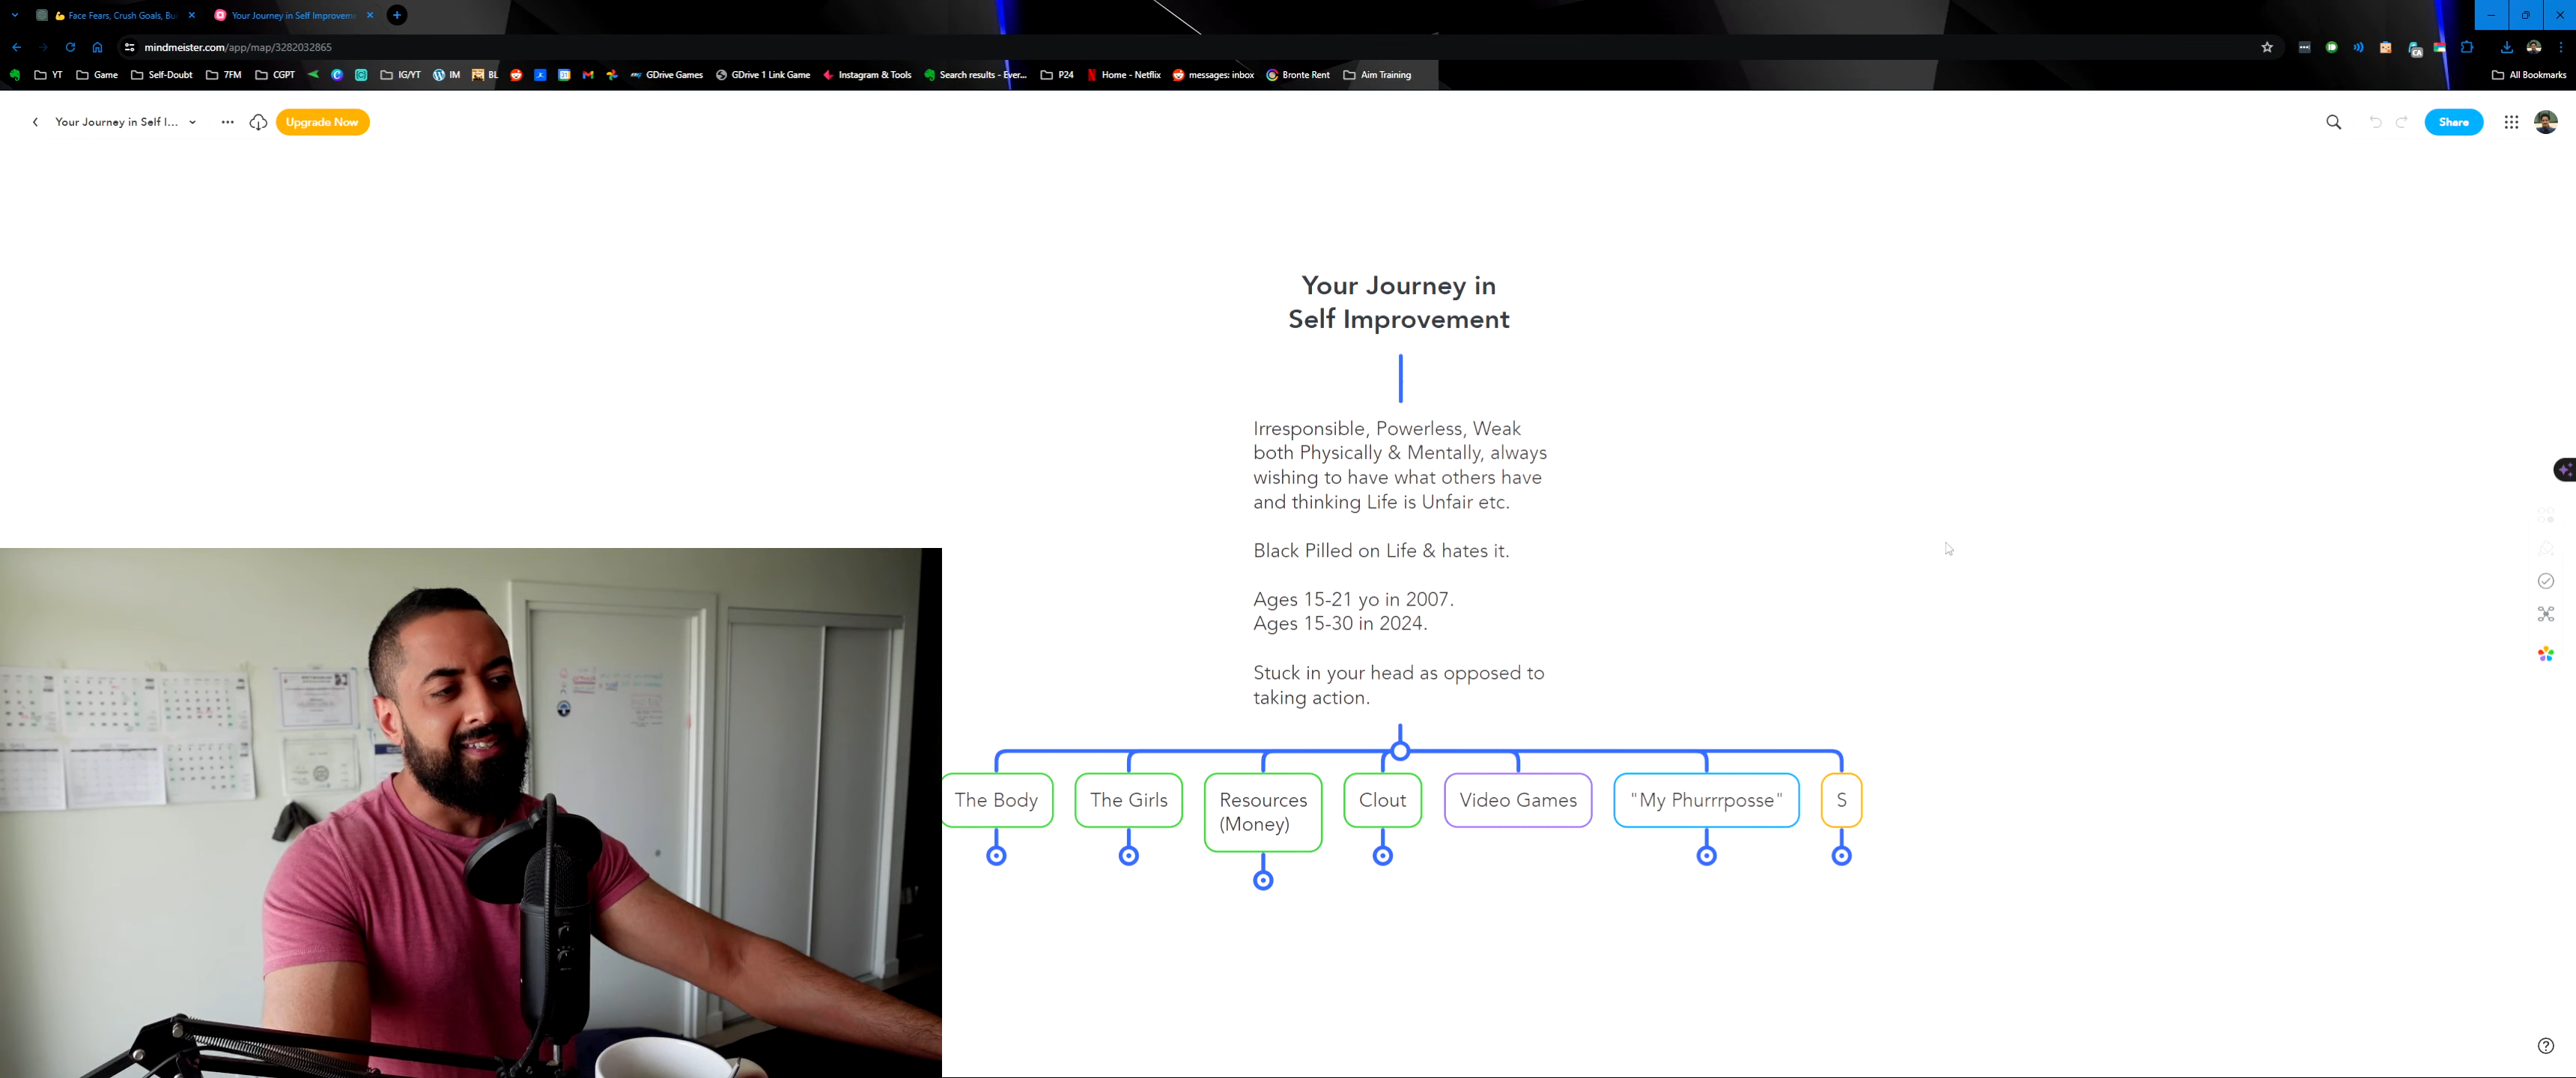 💪 Face Fears, Crush Goals, Bu
Your Journey in Self Improveme
mindmeister.com/app/map/3282032865
YT
Game
Self-Doubt
7FM
CGPT
IG/YT
IM
BL
GDrive Games
GDrive 1 Link Game
Instagram & Tools
Search results - Ever...
P24
Home - Netflix
messages: inbox
Bronte Rent
Aim Training
All Bookmarks
Your Journey in Self I...
Upgrade Now
Share
Your Journey in
Self Improvement
Irresponsible, Powerless, Weak
both Physically & Mentally, always
wishing to have what others have
and thinking Life is Unfair etc.
Black Pilled on Life & hates it.
Ages 15-21 yo in 2007.
Ages 15-30 in 2024.
Stuck in your head as opposed to
taking action.
The Body
The Girls
Resources
(Money)
Clout
Video Games
"My Phurrrposse"
S